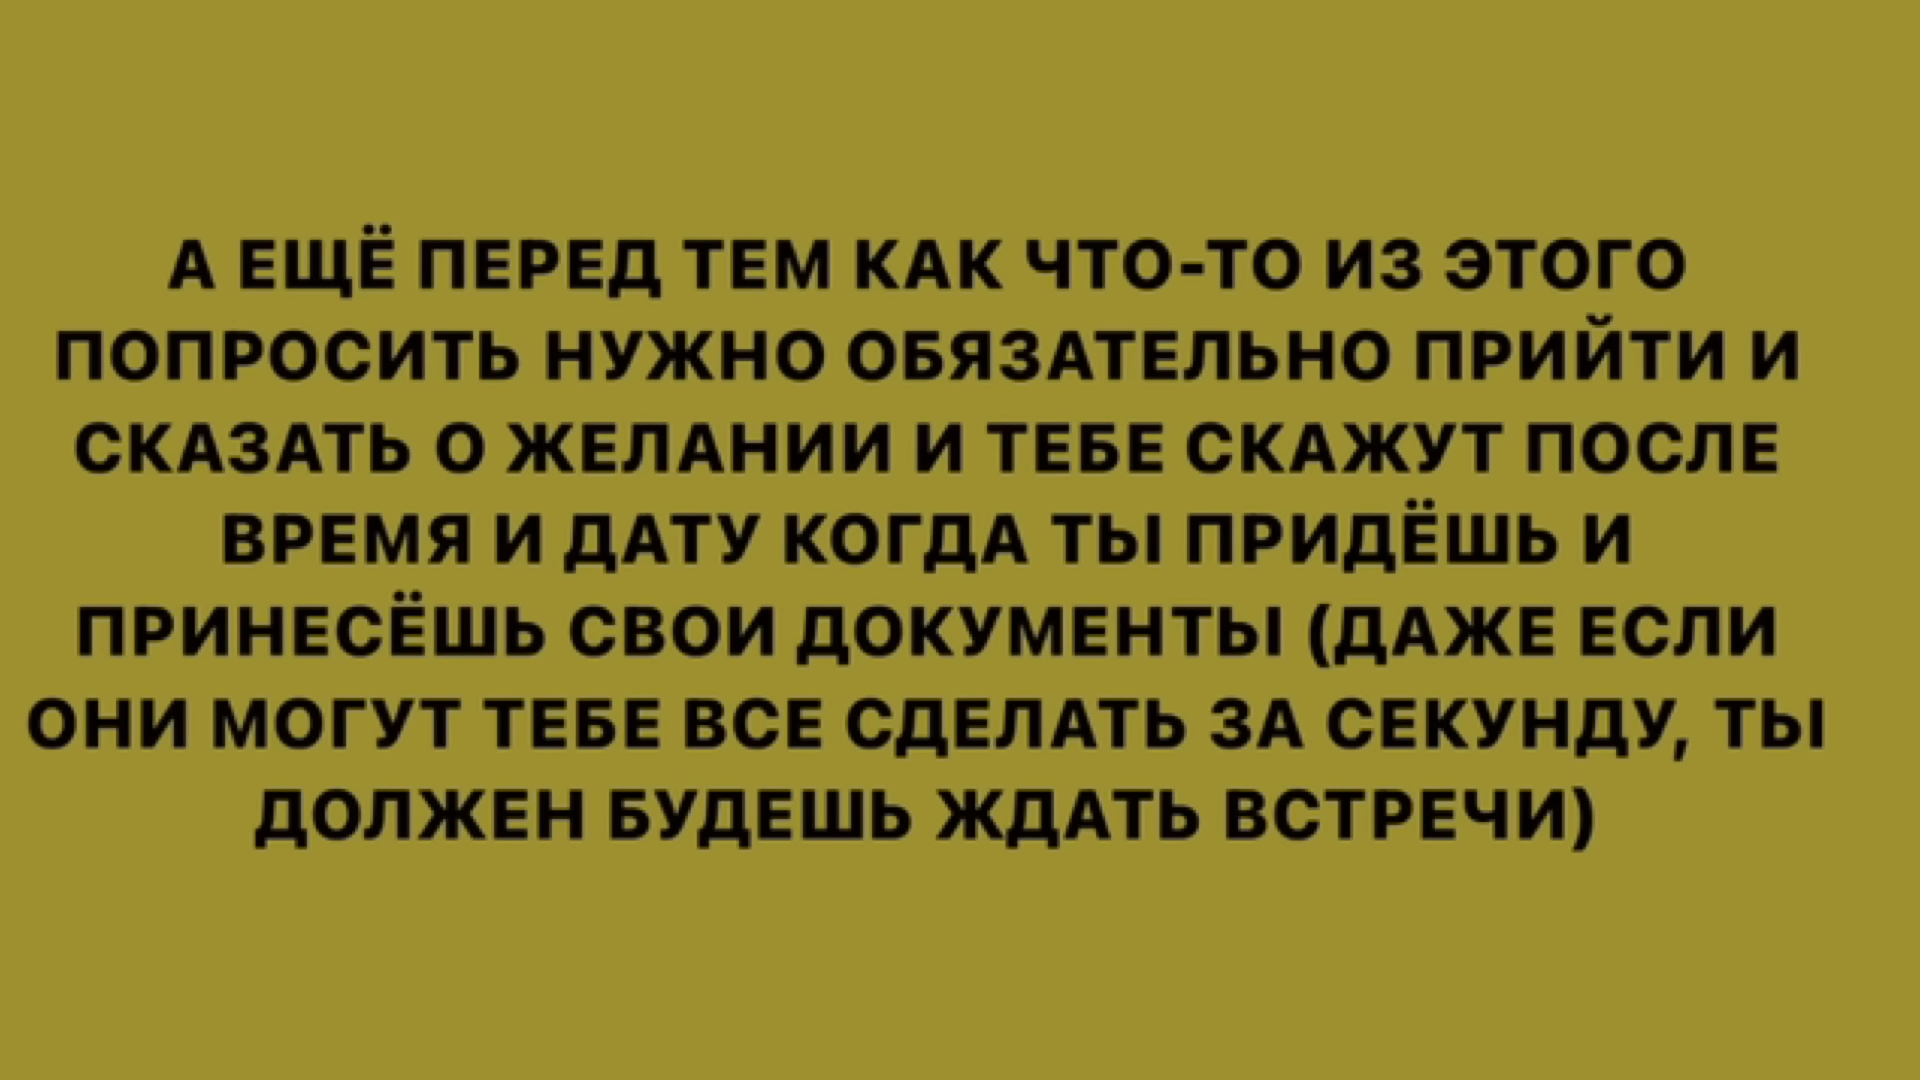 А ЕЩЁ ПЕРЕД ТЕМ КАК ЧТО-ТО ИЗ ЭТОГО
ПОПРОСИТЬ НУЖНО ОБЯЗАТЕЛЬНО ПРИЙТИ И
СКАЗАТЬ О ЖЕЛАНИИ И ТЕБЕ СКАЖУТ ПОСЛЕ
ВРЕМЯ И ДАТУ КОГДА ТЫ ПРИДЁШЬ И
ПРИНЕСЁШЬ СВОИ ДОКУМЕНТЫ (ДАЖЕ ЕСЛИ
ОНИ МОГУТ ТЕБЕ ВСЕ СДЕЛАТЬ ЗА СЕКУНДУ, ТЫ
ДОЛЖЕН БУДЕШЬ ЖДАТЬ ВСТРЕЧИ)